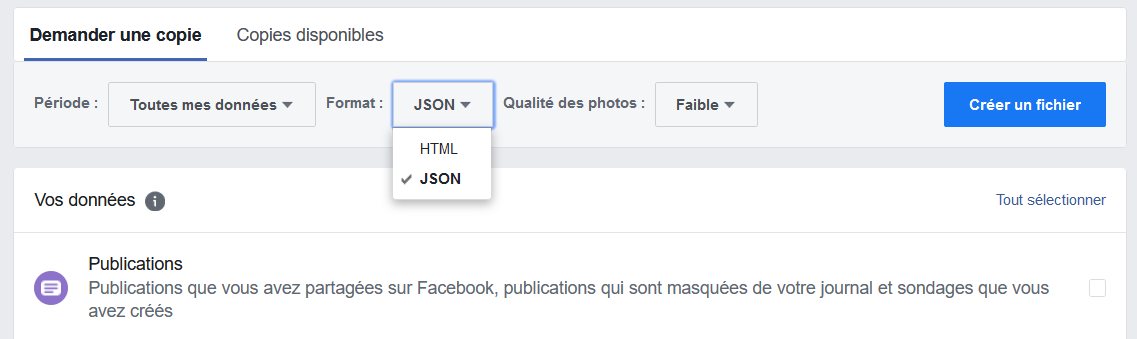 Demander une copie Copies disponibles
Période : Toutes mes données Format : JSON Qualité des photos : Faible Créer un fichier
HTML
JSON
Vos données Tout sélectionner
Publications
Publications que vous avez partagées sur Facebook, publications qui sont masquées de votre journal et sondages que vous
avez créés